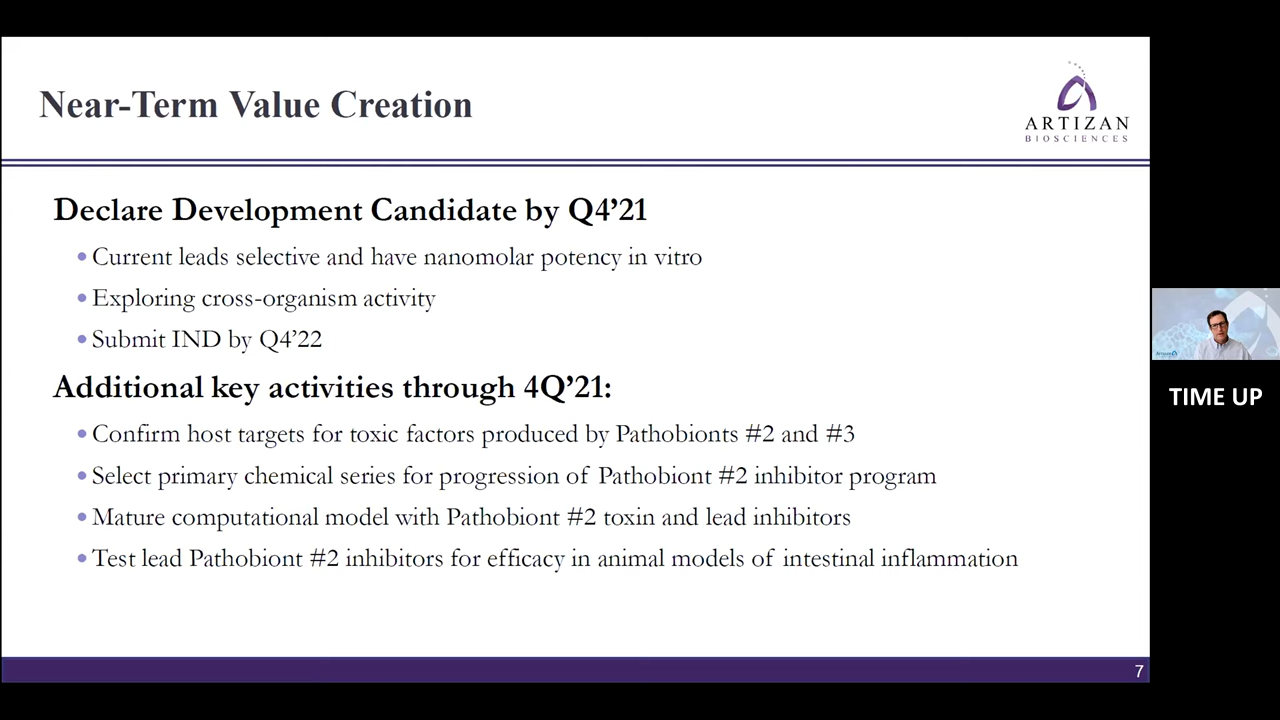 Near-Term Value Creation
ARTIZAN
BIOSCIENCES
Declare Development Candidate by Q4’21
• Current leads selective and have nanomolar potency in vitro
• Exploring cross-organism activity
• Submit IND by Q4’22
Additional key activities through 4Q’21:
• Confirm host targets for toxic factors produced by Pathobionts #2 and #3
• Select primary chemical series for progression of Pathobiont #2 inhibitor program
• Mature computational model with Pathobiont #2 toxin and lead inhibitors
• Test lead Pathobiont #2 inhibitors for efficacy in animal models of intestinal inflammation
TIME UP
7